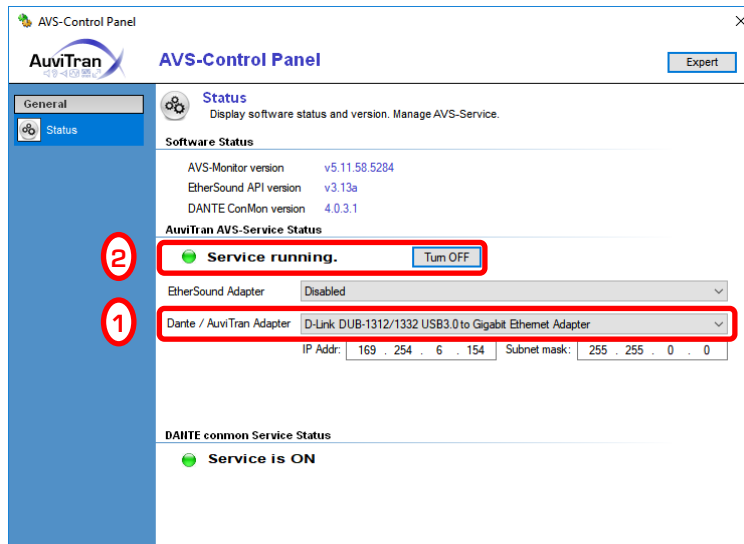 AVS-Control Panel
AuviTran
AVS-Control Panel
Expert
General
Status
Status
Display software status and version. Manage AVS-Service.
Software Status
AVS-Monitor version v5.11.58.5284
EtherSound API version v3.13a
DANTE ConMon version 4.0.3.1
AuviTran AVS-Service Status
2
Service running. Turn OFF
EtherSound Adapter Disabled
1
Dante / AuviTran Adapter D-Link DUB-1312/1332 USB3.0 to Gigabit Ethernet Adapter
IP Addr: 169 . 254 . 6 . 154 Subnet mask: 255 . 255 . 0 . 0
DANTE conmon Service Status
Service is ON